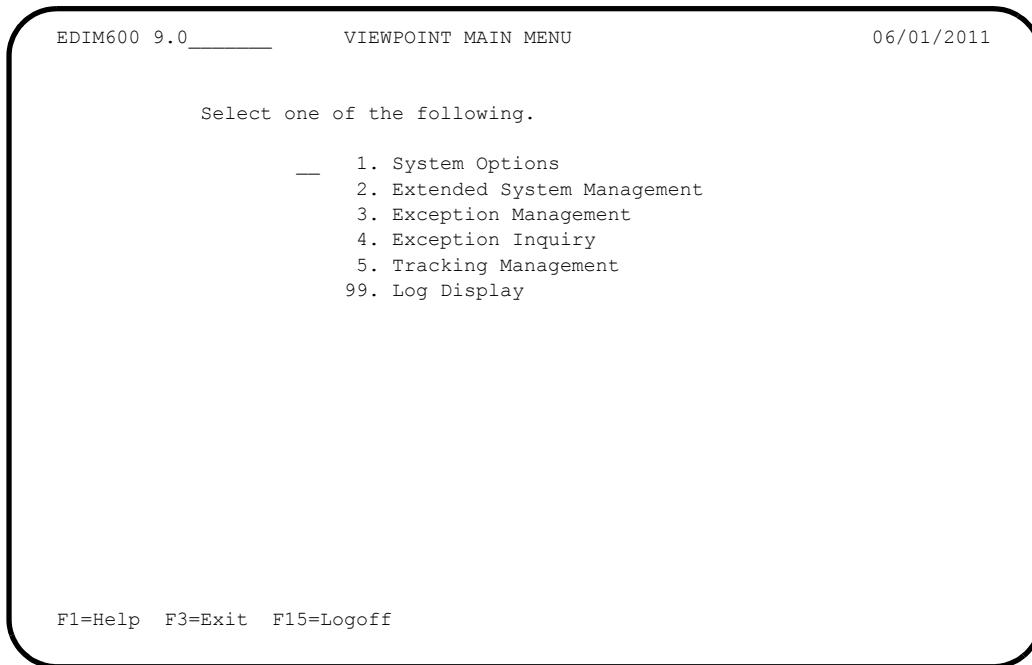 EDIM600 9.0_______ VIEWPOINT MAIN MENU 06/01/2011
Select one of the following.
__ 1. System Options
2. Extended System Management
3. Exception Management
4. Exception Inquiry
5. Tracking Management
99. Log Display
F1=Help F3=Exit F15=Logoff